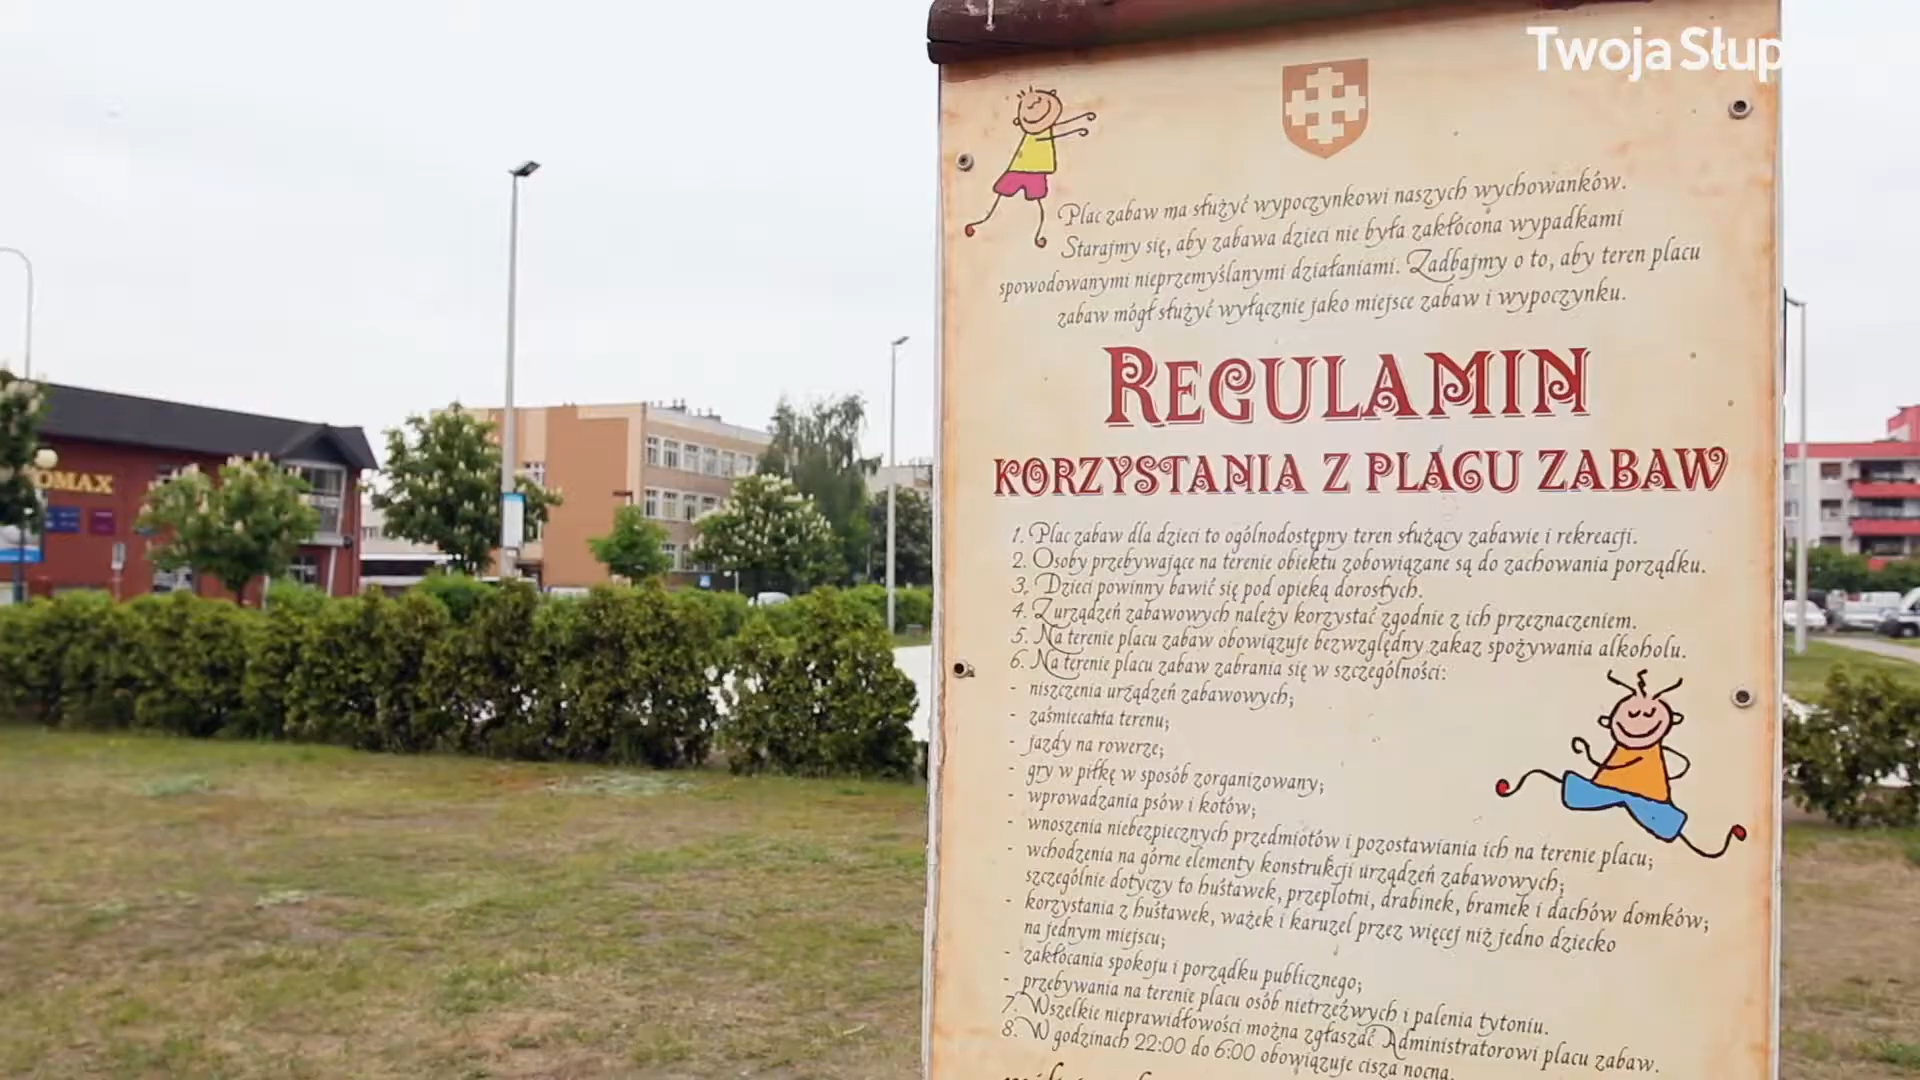 Twoja Słup
Plac zabaw ma służyć wypoczynkowi naszych wychowanków.
Starajmy się, aby zabawa dzieci nie była zakłócona wypadkami
spowodowanymi nieprzemyślanymi działaniami. Zadbajmy o to, aby teren placu
zabaw mógł służyć wyłącznie jako miejsce zabaw i wypoczynku.
REGULAMIN
KORZYSTANIA Z PLACU ZABAW
1. Plac zabaw dla dzieci to ogólnodostępny teren służący zabawie i rekreacji.
2. Osoby przebywające na terenie obiektu zobowiązane są do zachowania porządku.
3. Dzieci powinny bawić się pod opieką dorosłych.
4. Z urządzeń zabawowych należy korzystać zgodnie z ich przeznaczeniem.
5. Na terenie placu zabaw obowiązuje bezwzględny zakaz spożywania alkoholu.
6. Na terenie placu zabaw zabrania się w szczególności:
- niszczenia urządzeń zabawowych;
- zaśmiecania terenu;
- jazdy na rowerze;
- gry w piłkę w sposób zorganizowany;
- wprowadzania psów i kotów;
- wnoszenia niebezpiecznych przedmiotów i pozostawiania ich na terenie placu;
- wchodzenia na górne elementy konstrukcji urządzeń zabawowych;
szczególnie dotyczy to huśtawek, przeplotni, drabinek, bramek i dachów domków;
- korzystania z huśtawek, ważek i karuzel przez więcej niż jedno dziecko
na jednym miejscu;
- zakłócania spokoju i porządku publicznego;
- przebywania na terenie placu osób nietrzeźwych i palenia tytoniu.
7. Wszelkie nieprawidłowości można zgłaszać Administratorowi placu zabaw.
8. W godzinach 22:00 do 6:00 obowiązuje cisza nocna.
OMAX